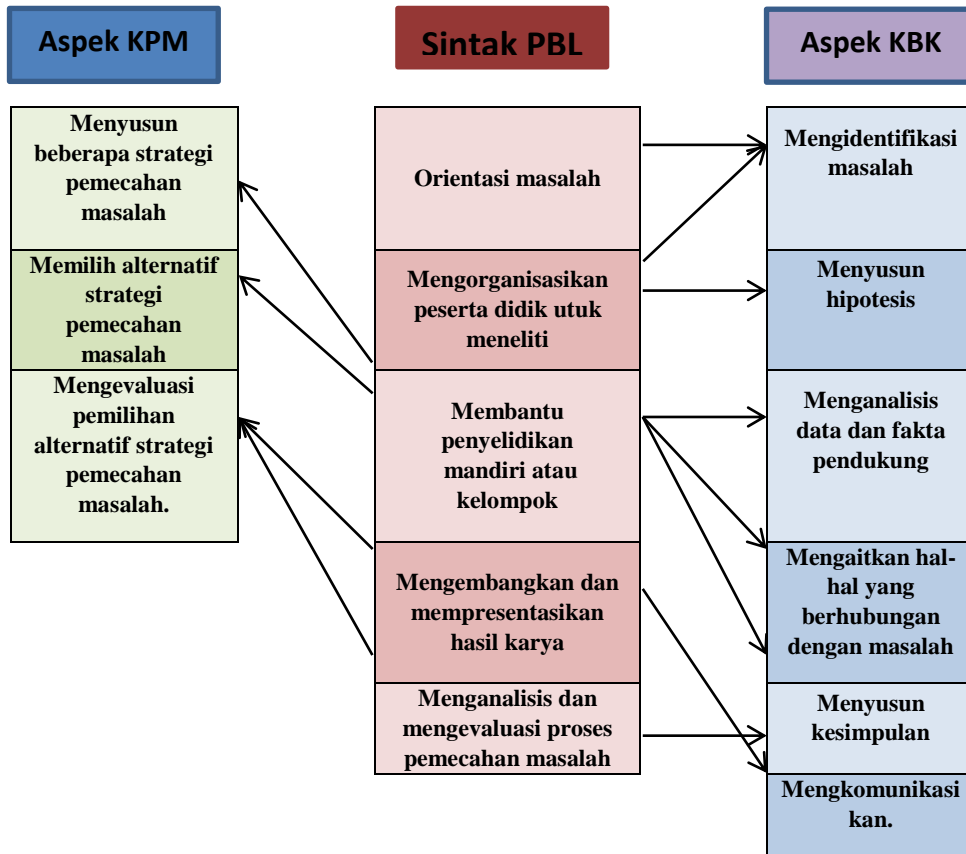 Aspek KPM
Menyusun
beberapa strategi
pemecahan
masalah
Memilih alternatif
strategi
pemecahan
masalah
Mengevaluasi
pemilihan
alternatif strategi
pemecahan
masalah.
Sintak PBL
Orientasi masalah
Mengorganisasikan
peserta didik utuk
meneliti
Membantu
penyelidikan
mandiri atau
kelompok
Mengembangkan dan
mempresentasikan
hasil karya
Menganalisis dan
mengevaluasi proses
pemecahan masalah
Aspek KBK
Mengidentifikasi
masalah
Menyusun
hipotesis
Menganalisis
data dan fakta
pendukung
Mengaitkan hal-
hal yang
berhubungan
dengan masalah
Menyusun
kesimpulan
Mengkomunikasi
kan.